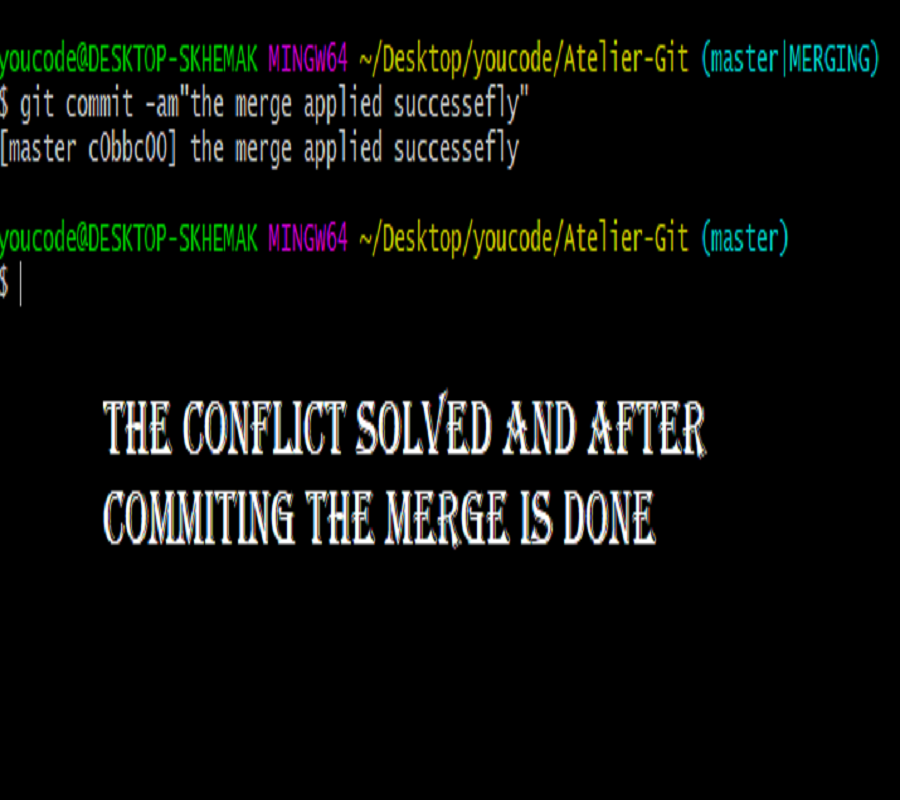 youcode@DESKTOP-SKHEMAK MINGW64 ~/Desktop/youcode/Atelier-Git (master|MERGING)
$ git commit -am"the merge applied successefly"
[master c0bbc00] the merge applied successefly
youcode@DESKTOP-SKHEMAK MINGW64 ~/Desktop/youcode/Atelier-Git (master)
$
THE CONFLICT SOLVED AND AFTER
COMMITING THE MERGE IS DONE